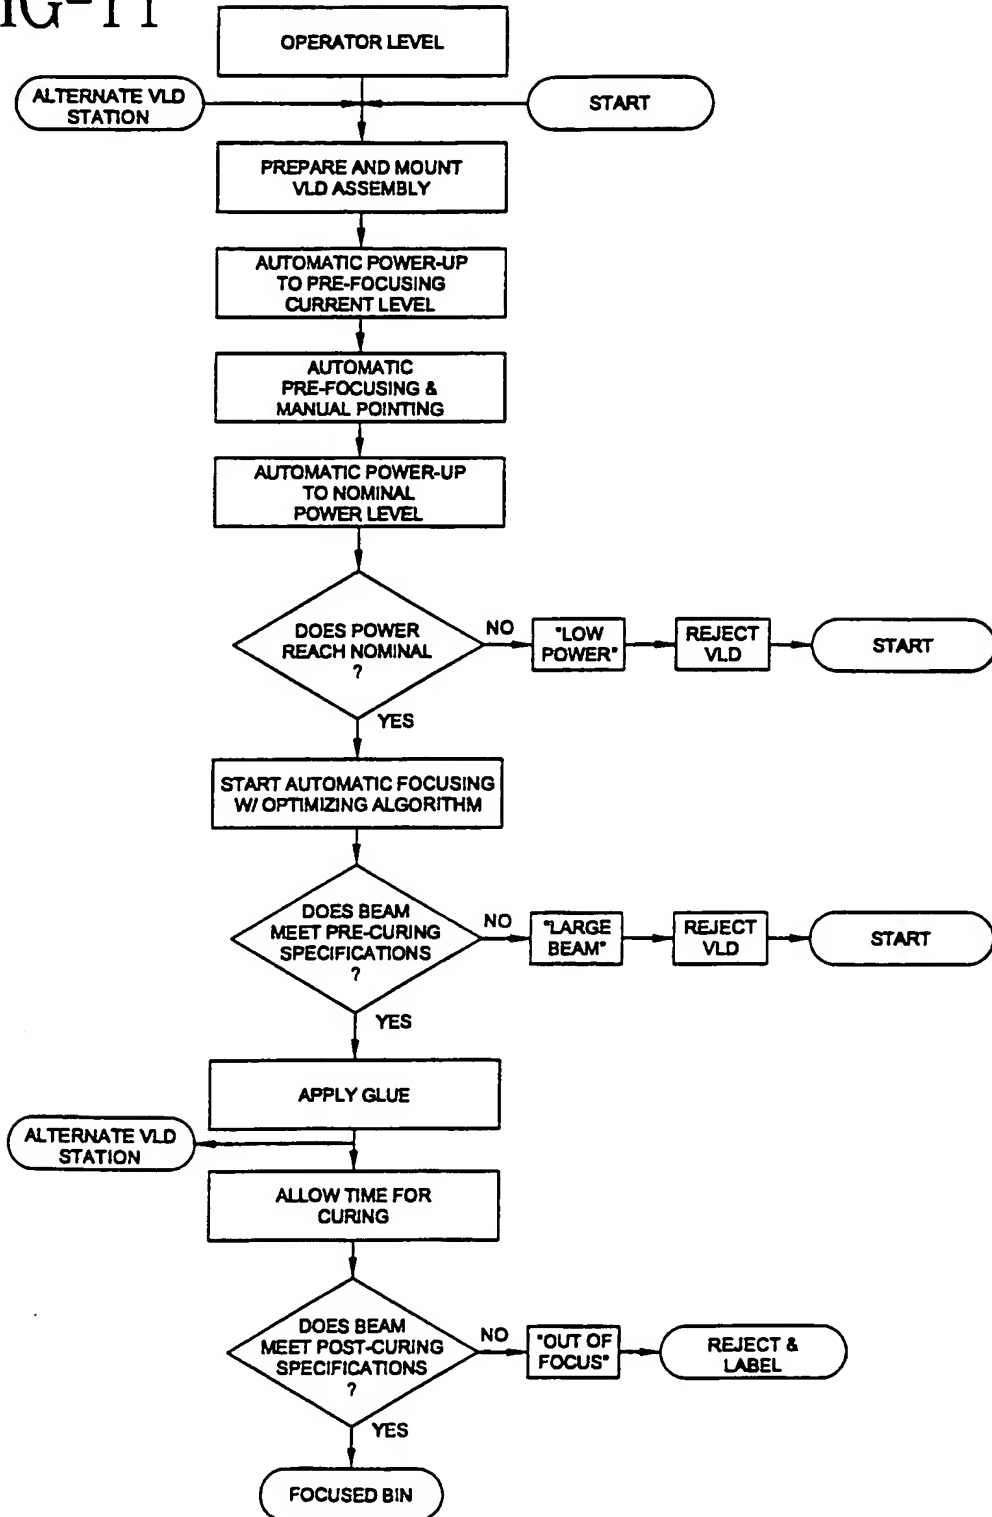 IG-11
OPERATOR LEVEL
ALTERNATE VLD
STATION
START
PREPARE AND MOUNT
VLD ASSEMBLY
AUTOMATIC POWER-UP
TO PRE-FOCUSING
CURRENT LEVEL
AUTOMATIC
PRE-FOCUSING &
MANUAL POINTING
AUTOMATIC POWER-UP
TO NOMINAL
POWER LEVEL
DOES POWER
REACH NOMINAL
?
NO
"LOW
POWER"
REJECT
VLD
START
YES
START AUTOMATIC FOCUSING
W/ OPTIMIZING ALGORITHM
DOES BEAM
MEET PRE-CURING
SPECIFICATIONS
?
NO
"LARGE
BEAM"
REJECT
VLD
START
YES
APPLY GLUE
ALTERNATE VLD
STATION
ALLOW TIME FOR
CURING
DOES BEAM
MEET POST-CURING
SPECIFICATIONS
?
NO
"OUT OF
FOCUS"
REJECT &
LABEL
YES
FOCUSED BIN